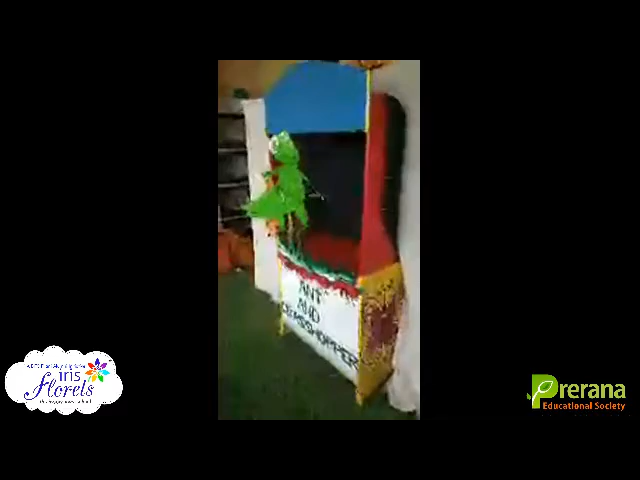 ANT
AND
GRASSHOPPER
iris
florets
Prerana
Educational Society